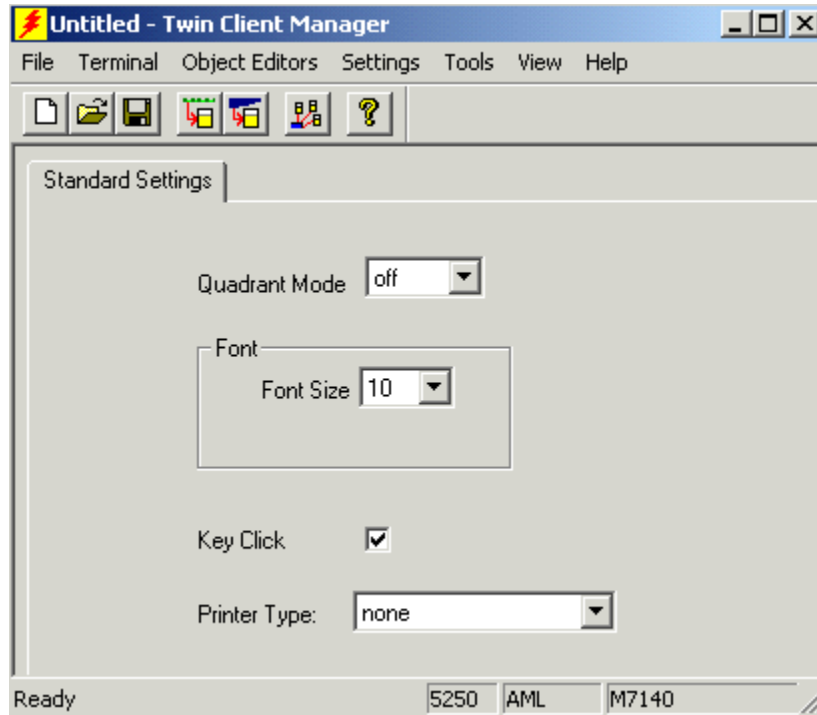 Untitled - Twin Client Manager
File Terminal Object Editors Settings Tools View Help
Standard Settings
Quadrant Mode off
Font
Font Size 10
Key Click
Printer Type: none
Ready 5250 AML M7140